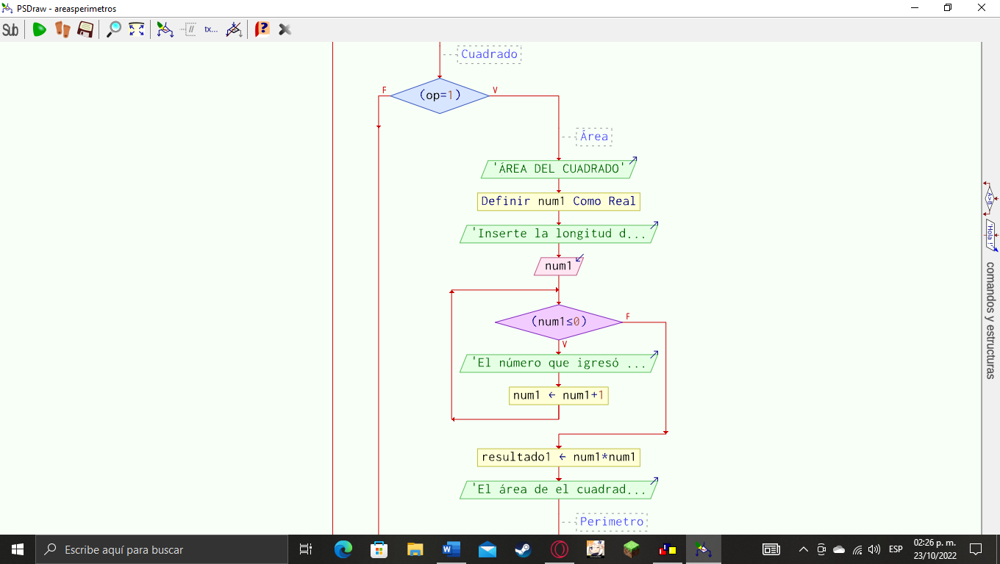 PSDraw - areasperimetros
Sub
tx...
Cuadrado
F
(op=1)
V
Área
'ÁREA DEL CUADRADO'
Definir num1 Como Real
'Inserte la longitud d...
num1
(num1≤0)
F
V
'El número que igresó ...
num1 ← num1+1
resultado1 ← num1*num1
'El área de el cuadrad...
Perimetro
A>B
'Hola !'
comandos y estructuras
Escribe aquí para buscar
ESP
02:26 p. m.
23/10/2022